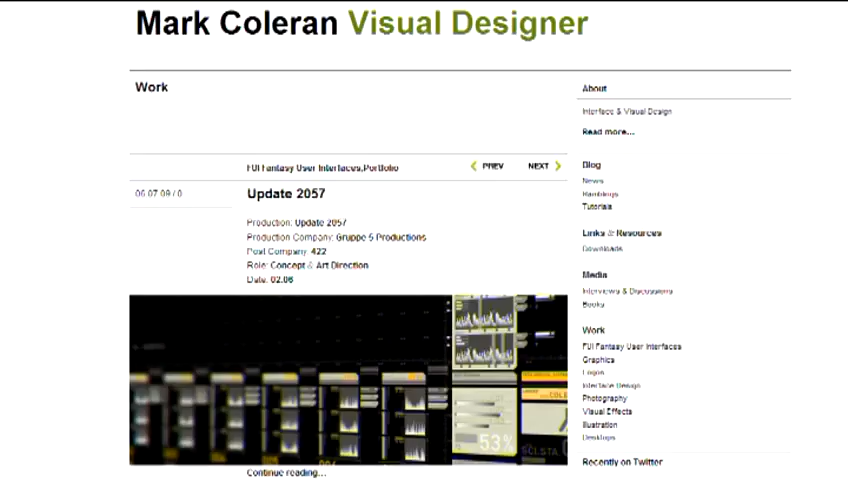 Mark Coleran Visual Designer
Work
FUI Fantasy User Interfaces,Portfolio
PREV
NEXT
06 07 09 / 0
Update 2057
Production: Update 2057
Production Company: Gruppe 5 Productions
Post Company: 422
Role: Concept & Art Direction
Date: 02.06
53%
Continue reading...
About
Interface & Visual Design
Read more...
Blog
News
Ramblings
Tutorials
Links & Resources
Downloads
Media
Interviews & Discussions
Books
Work
FUI Fantasy User Interfaces
Graphics
Logos
Interface Design
Photography
Visual Effects
Illustration
Desktops
Recently on Twitter